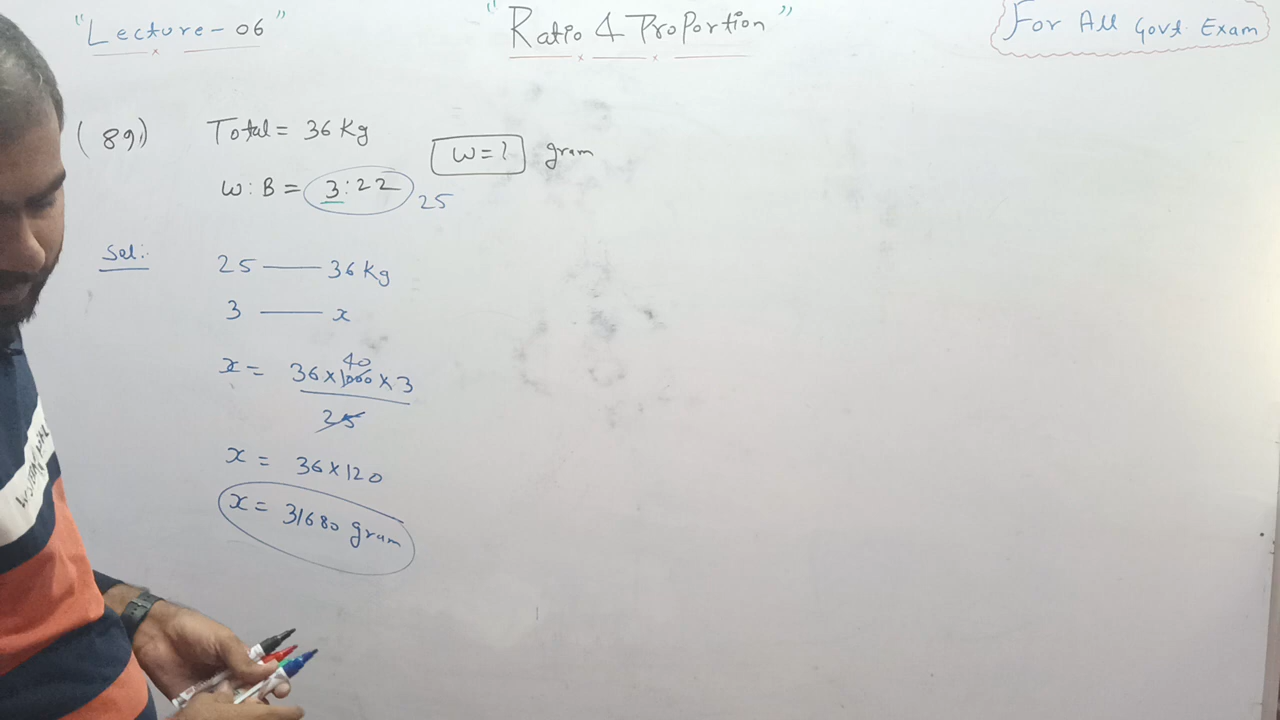 "Lecture-06"
"Ratio & Proportion"
For All Govt Exam
(89) Total = 36 Kg
W = ? gram
W : B = 3:22 25
Sol:
25 — 36 Kg
3 — x
x = 36 × 1000 × 3
40
25
x = 36 × 120
x = 31680 gram